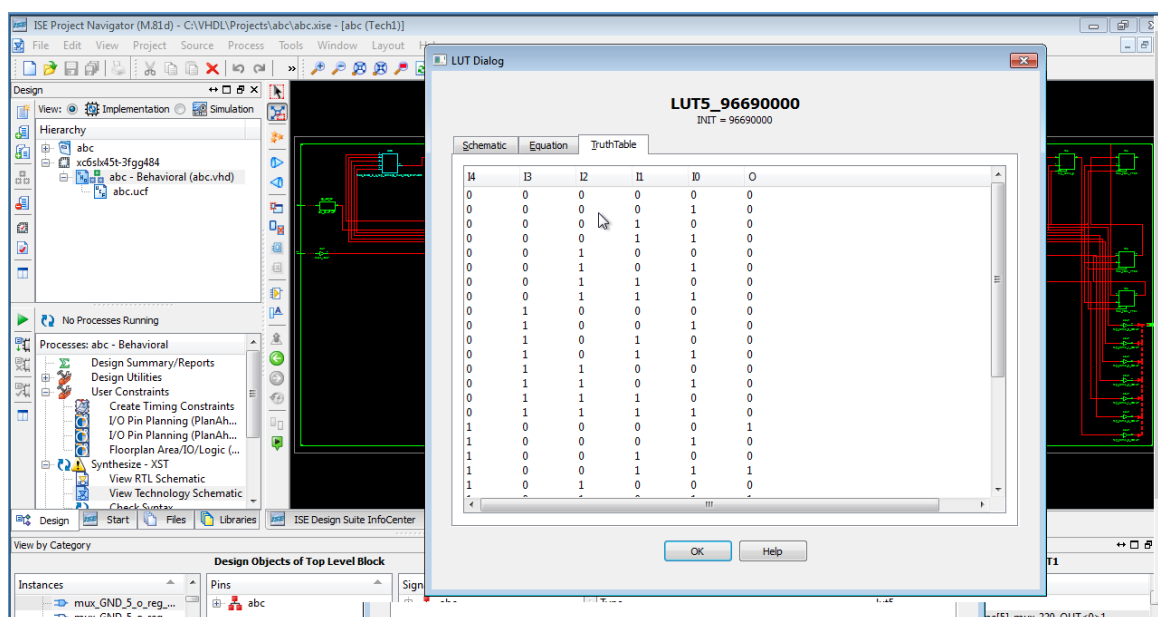 ISE Project Navigator (M.81d) - C:\VHDL\Projects\abc\abc.xise - [abc (Tech1)]
File Edit View Project Source Process Tools Window Layout
Design
View: Implementation Simulation
Hierarchy
abc
xc6slx45t-3fgg484
abc - Behavioral (abc.vhd)
abc.ucf
No Processes Running
Processes: abc - Behavioral
Design Summary/Reports
Design Utilities
User Constraints
Create Timing Constraints
I/O Pin Planning (PlanAh...
I/O Pin Planning (PlanAh...
Floorplan Area/IO/Logic (...
Synthesize - XST
View RTL Schematic
View Technology Schematic
Check Syntax
Design Start Files Libraries ISE Design Suite InfoCenter
LUT Dialog
LUT5_96690000
INIT = 96690000
Schematic Equation TruthTable
I4 I3 I2 I1 I0 O
0 0 0 0 0 0
0 0 0 0 1 0
0 0 0 1 0 0
0 0 0 1 1 0
0 0 1 0 0 0
0 0 1 0 1 0
0 0 1 1 0 0
0 0 1 1 1 0
0 1 0 0 0 0
0 1 0 0 1 0
0 1 0 1 0 0
0 1 0 1 1 0
0 1 1 0 0 0
0 1 1 0 1 0
0 1 1 1 0 0
0 1 1 1 1 0
1 0 0 0 0 1
1 0 0 0 1 0
1 0 0 1 0 0
1 0 0 1 1 1
1 0 1 0 0 0
OK Help
View by Category
Design Objects of Top Level Block
Instances Pins
mux_GND_5_o_reg_... abc